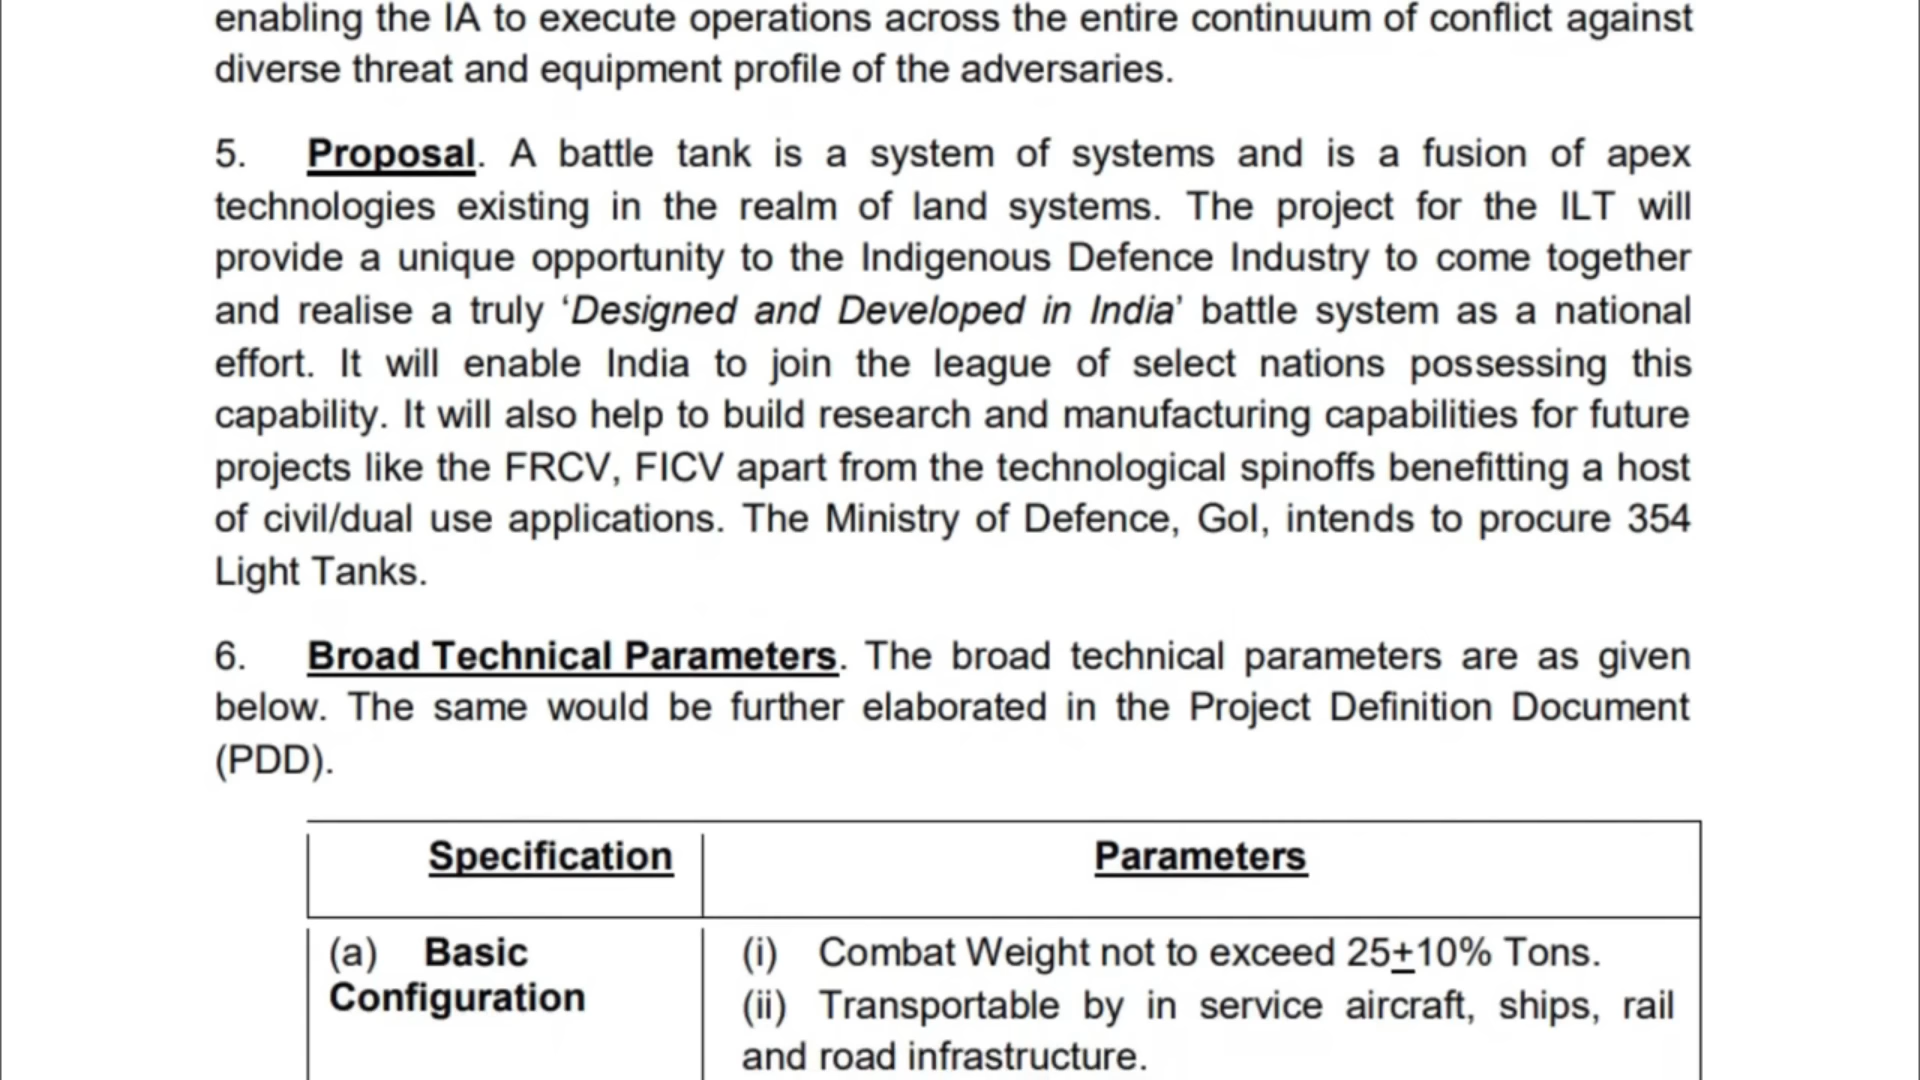 enabling the IA to execute operations across the entire continuum of conflict against
diverse threat and equipment profile of the adversaries.
5. Proposal. A battle tank is a system of systems and is a fusion of apex
technologies existing in the realm of land systems. The project for the ILT will
provide a unique opportunity to the Indigenous Defence Industry to come together
and realise a truly ‘Designed and Developed in India’ battle system as a national
effort. It will enable India to join the league of select nations possessing this
capability. It will also help to build research and manufacturing capabilities for future
projects like the FRCV, FICV apart from the technological spinoffs benefitting a host
of civil/dual use applications. The Ministry of Defence, GoI, intends to procure 354
Light Tanks.
6. Broad Technical Parameters. The broad technical parameters are as given
below. The same would be further elaborated in the Project Definition Document
(PDD).
Specification Parameters
(a) Basic
Configuration
(i) Combat Weight not to exceed 25+10% Tons.
(ii) Transportable by in service aircraft, ships, rail
and road infrastructure.